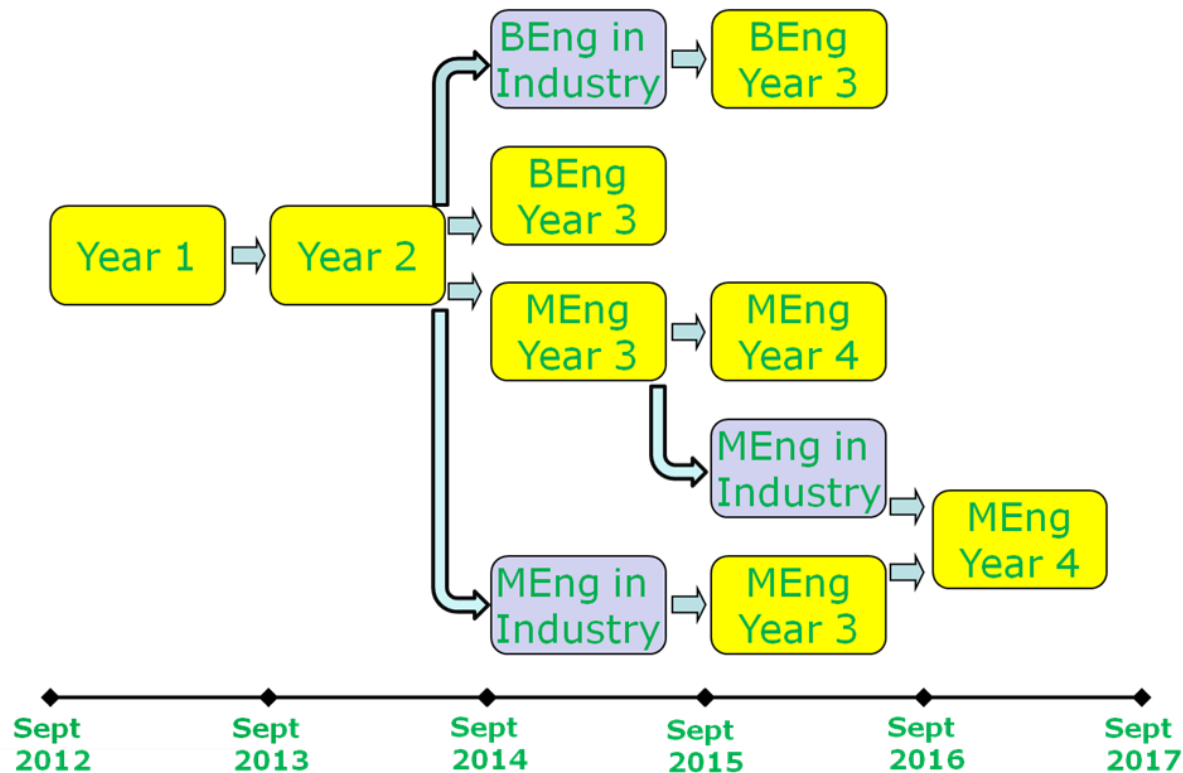 BEng in
Industry
BEng
Year 3
BEng
Year 3
Year 1
Year 2
MEng
Year 3
MEng
Year 4
MEng in
Industry
MEng
Year 4
MEng in
Industry
MEng
Year 3
Sept
2012
Sept
2013
Sept
2014
Sept
2015
Sept
2016
Sept
2017